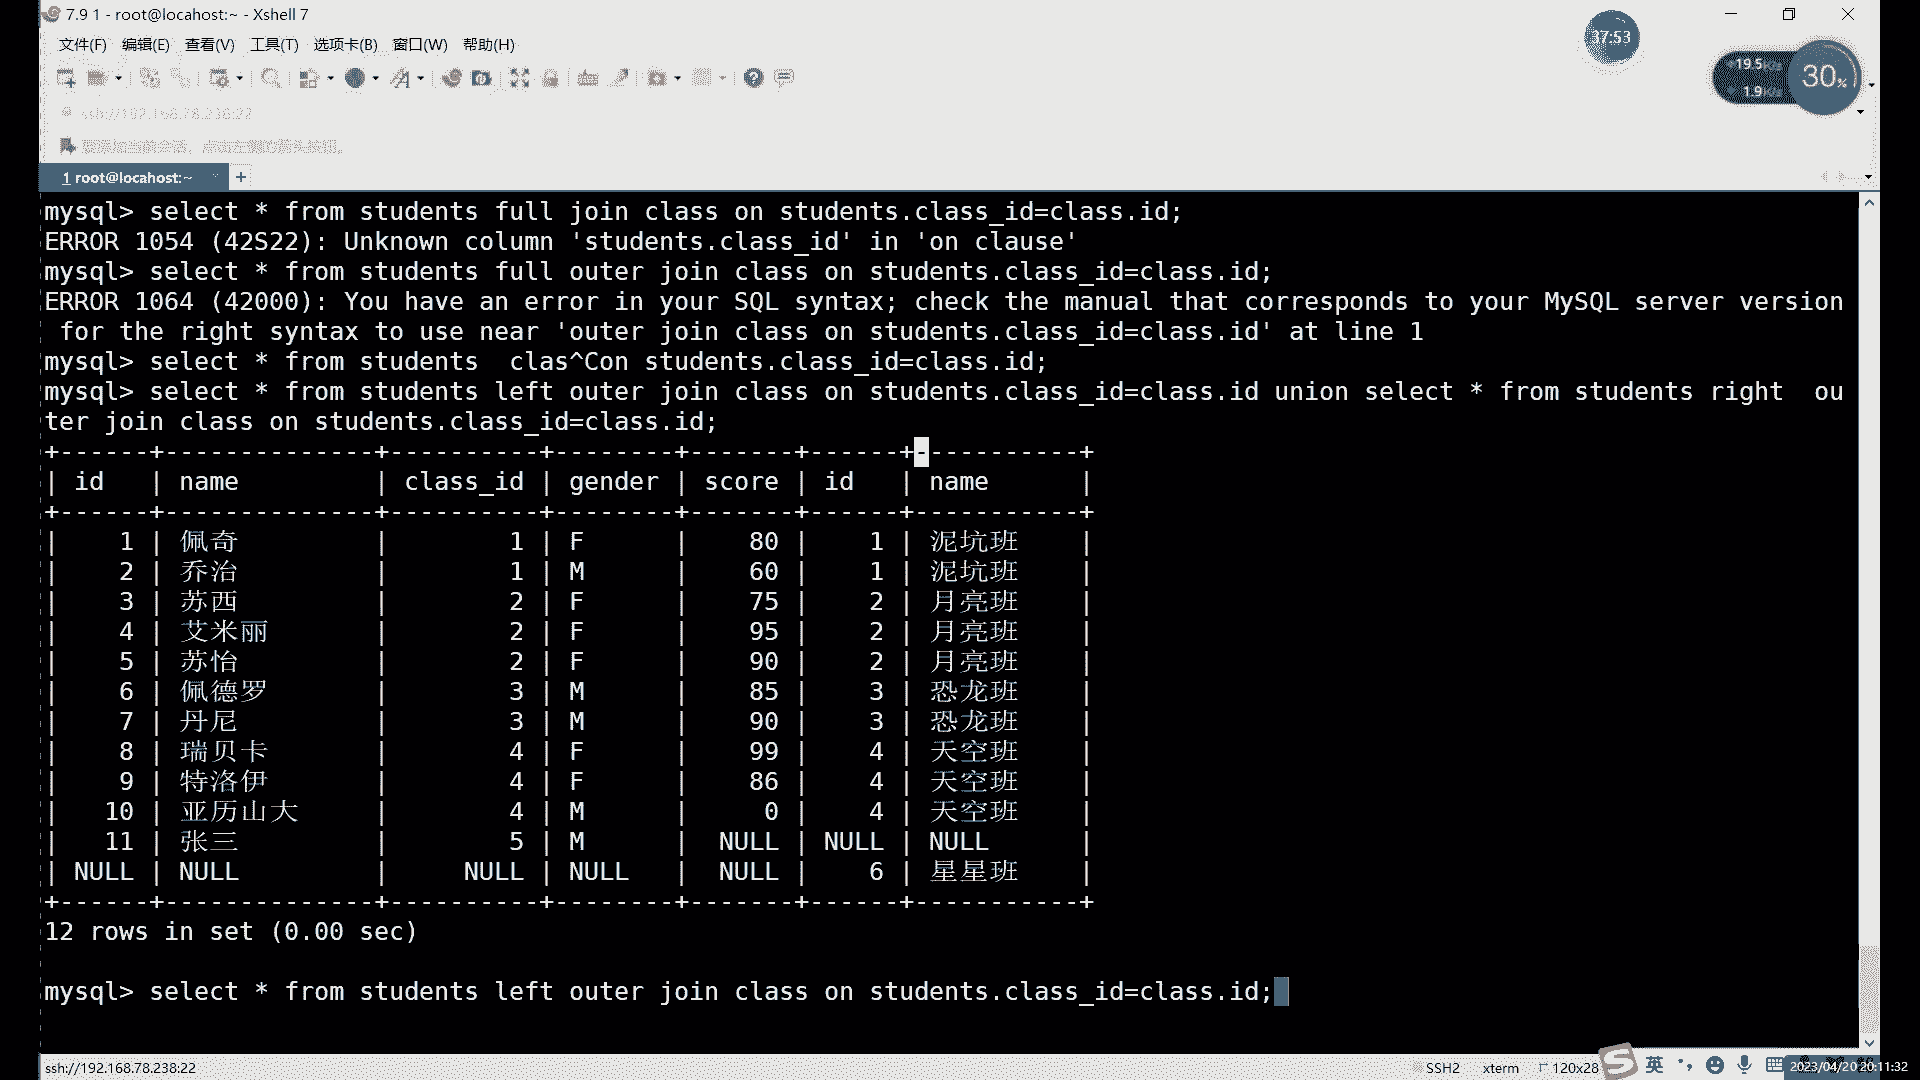 7.9 1 - root@locahost:~ - Xshell 7
文件(F) 编辑(E) 查看(V) 工具(T) 选项卡(B) 窗口(W) 帮助(H)
37:53
19.5K/s
30%
1.9K/s
ssh://192.168.78.238:22
1 root@locahost:~ +
mysql> select * from students full join class on students.class_id=class.id;
ERROR 1054 (42S22): Unknown column 'students.class_id' in 'on clause'
mysql> select * from students full outer join class on students.class_id=class.id;
ERROR 1064 (42000): You have an error in your SQL syntax; check the manual that corresponds to your MySQL server version
 for the right syntax to use near 'outer join class on students.class_id=class.id' at line 1
mysql> select * from students  clas^Con students.class_id=class.id;
mysql> select * from students left outer join class on students.class_id=class.id union select * from students right  ou
ter join class on students.class_id=class.id;
+------+--------------+----------+--------+-------+------+-----------+
| id | name | class_id | gender | score | id | name |
+------+--------------+----------+--------+-------+------+-----------+
| 1 | 佩奇 | 1 | F | 80 | 1 | 泥坑班 |
| 2 | 乔治 | 1 | M | 60 | 1 | 泥坑班 |
| 3 | 苏西 | 2 | F | 75 | 2 | 月亮班 |
| 4 | 艾米丽 | 2 | F | 95 | 2 | 月亮班 |
| 5 | 苏怡 | 2 | F | 90 | 2 | 月亮班 |
| 6 | 佩德罗 | 3 | M | 85 | 3 | 恐龙班 |
| 7 | 丹尼 | 3 | M | 90 | 3 | 恐龙班 |
| 8 | 瑞贝卡 | 4 | F | 99 | 4 | 天空班 |
| 9 | 特洛伊 | 4 | F | 86 | 4 | 天空班 |
| 10 | 亚历山大 | 4 | M | 0 | 4 | 天空班 |
| 11 | 张三 | 5 | M | NULL | NULL | NULL |
| NULL | NULL | NULL | NULL | NULL | 6 | 星星班 |
+------+--------------+----------+--------+-------+------+-----------+
12 rows in set (0.00 sec)
mysql> select * from students left outer join class on students.class_id=class.id;
ssh://192.168.78.238:22 SSH2 xterm 120x28 英 2023/04/20 20:11:32